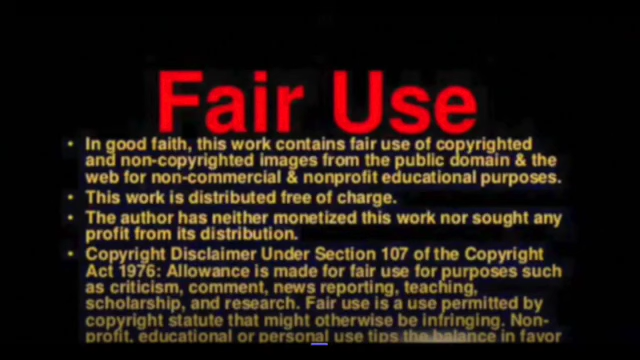 Fair Use
• In good faith, this work contains fair use of copyrighted
and non-copyrighted images from the public domain & the
web for non-commercial & nonprofit educational purposes.
• This work is distributed free of charge.
• The author has neither monetized this work nor sought any
profit from its distribution.
• Copyright Disclaimer Under Section 107 of the Copyright
Act 1976: Allowance is made for fair use for purposes such
as criticism, comment, news reporting, teaching,
scholarship, and research. Fair use is a use permitted by
copyright statute that might otherwise be infringing. Non-
profit, educational or personal use tips the balance in favor